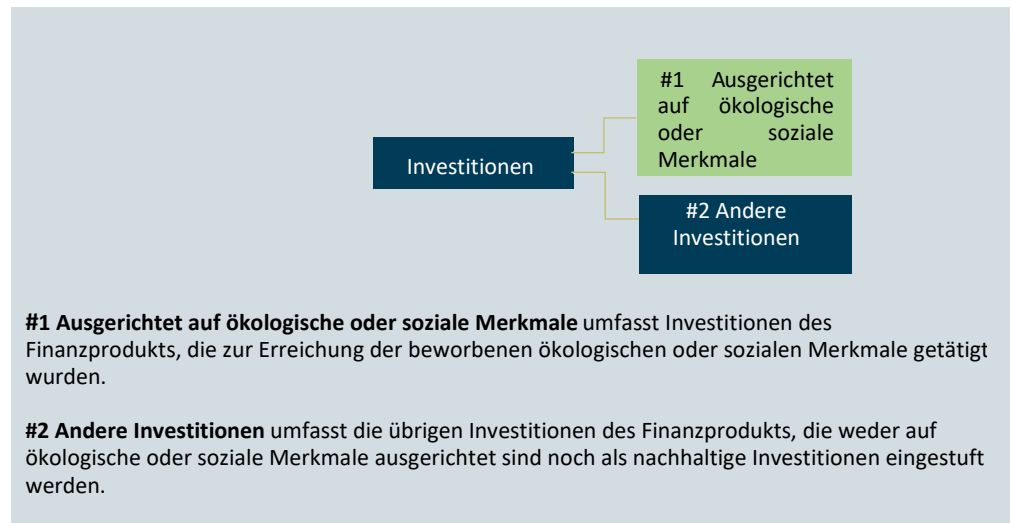 #1 Ausgerichtet
auf ökologische
oder soziale
Merkmale
Investitionen
#2 Andere
Investitionen
#1 Ausgerichtet auf ökologische oder soziale Merkmale umfasst Investitionen des
Finanzprodukts, die zur Erreichung der beworbenen ökologischen oder sozialen Merkmale getätigt
wurden.
#2 Andere Investitionen umfasst die übrigen Investitionen des Finanzprodukts, die weder auf
ökologische oder soziale Merkmale ausgerichtet sind noch als nachhaltige Investitionen eingestuft
werden.